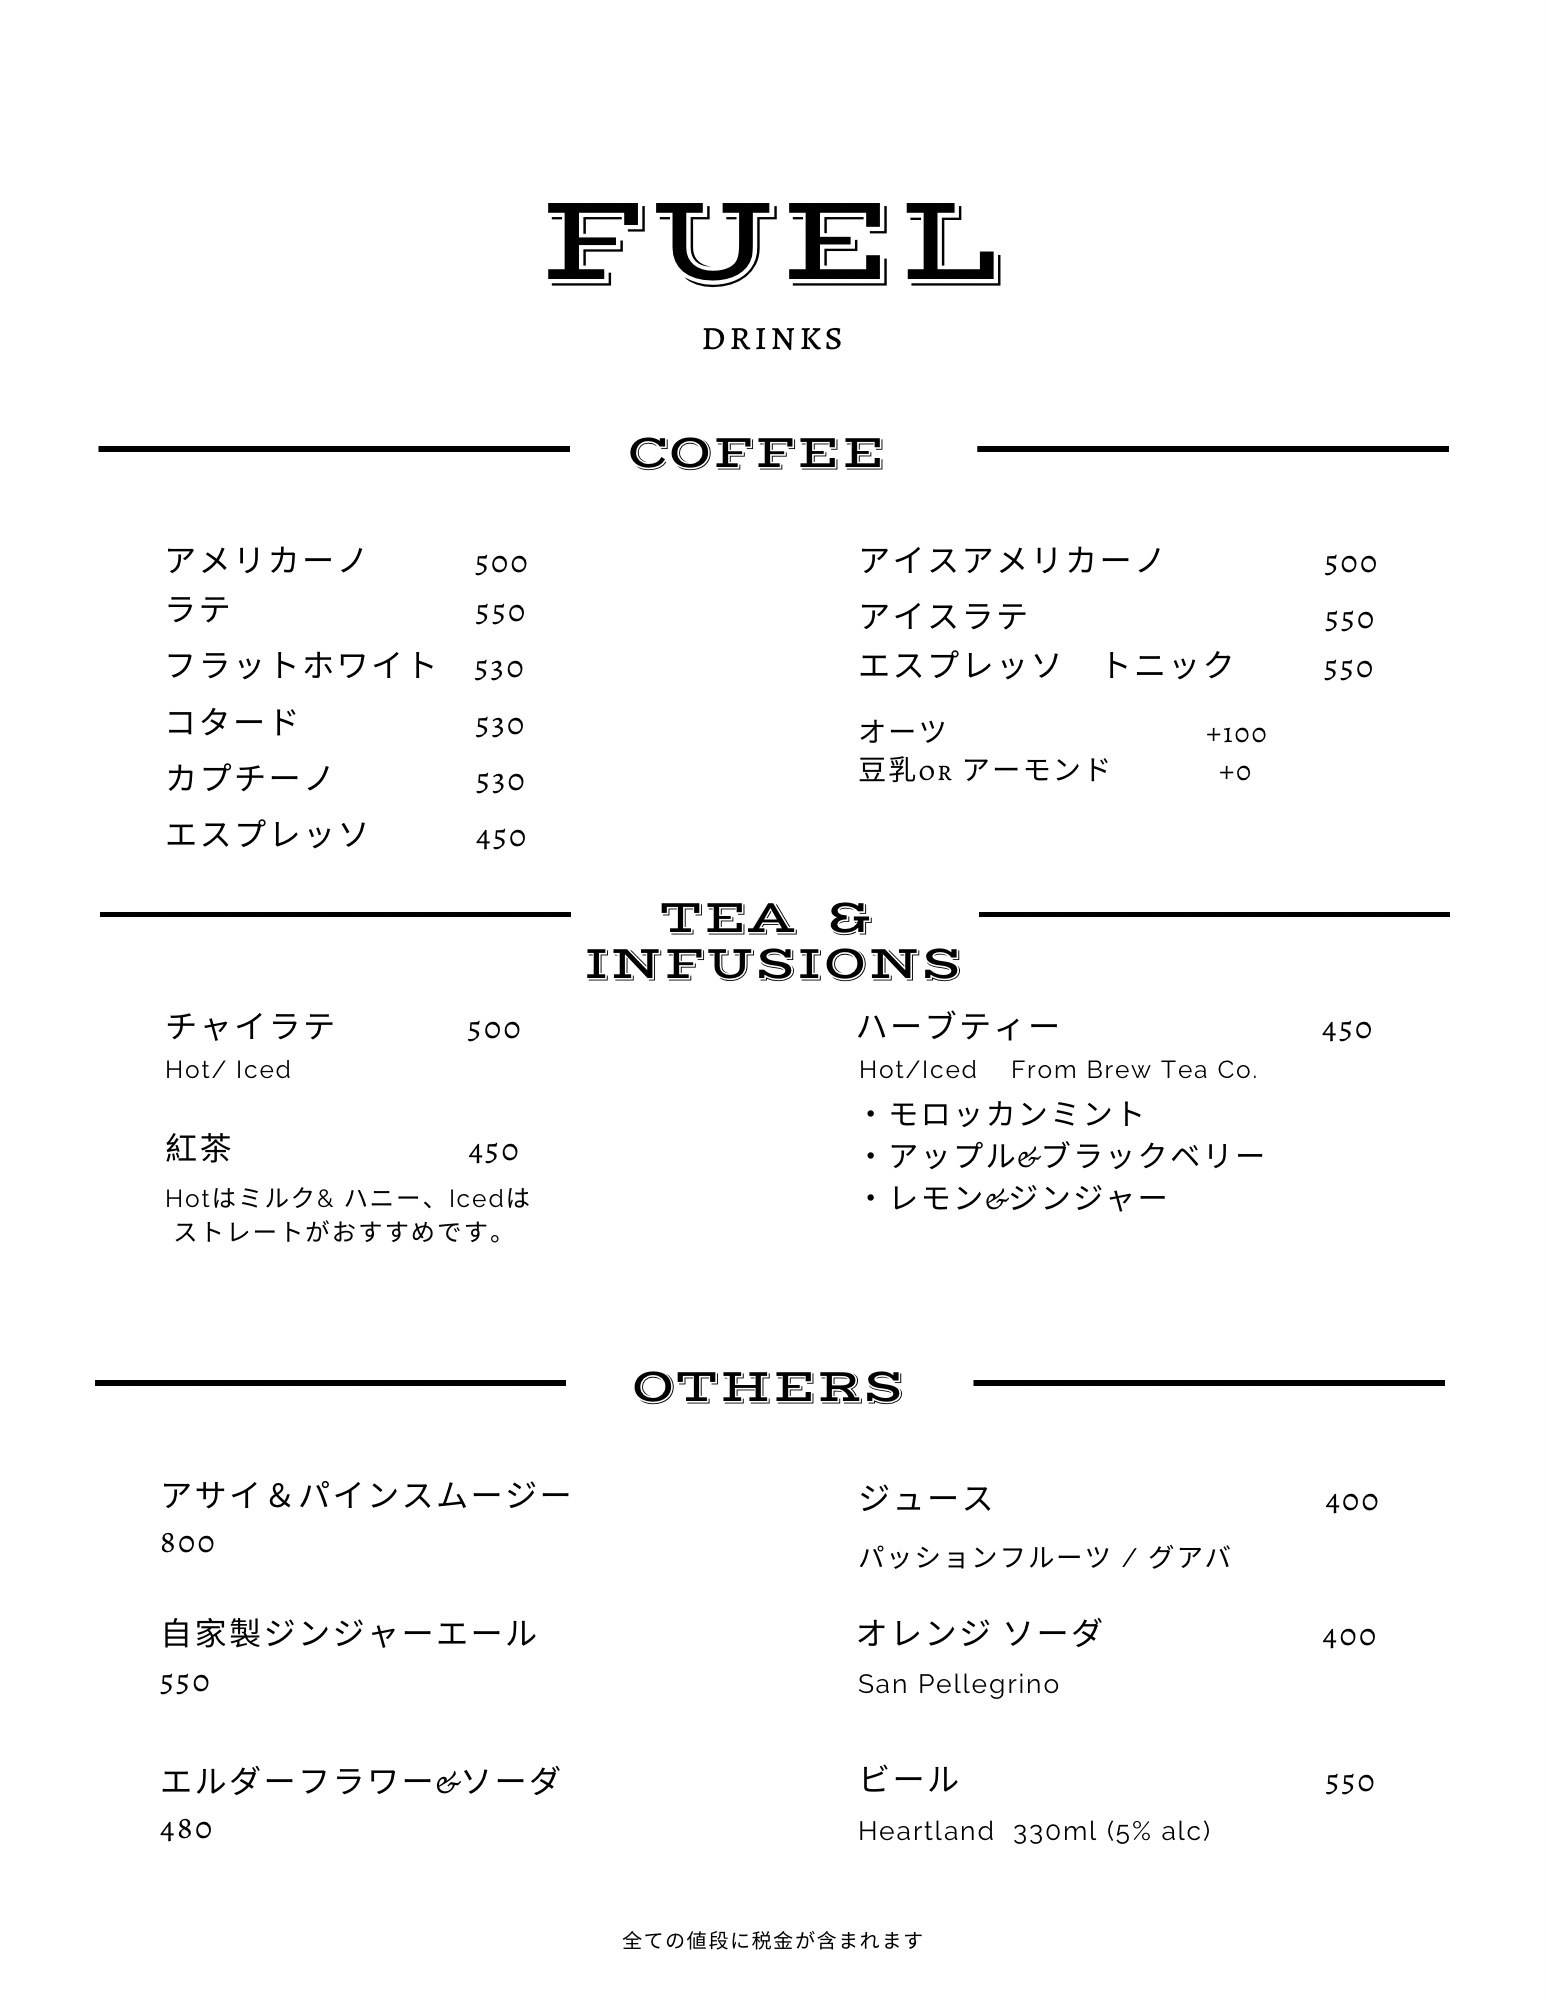 FUEL
DRINKS
COFFEE
アメリカーノ 500
ラテ 550
フラットホワイト 530
コタード 530
カプチーノ 530
エスプレッソ 450
アイスアメリカーノ 500
アイスラテ 550
エスプレッソ トニック 550
オーツ +100
豆乳OR アーモンド +0
TEA &
INFUSIONS
チャイラテ 500
Hot/ Iced
紅茶 450
Hotはミルク& ハニー、Icedは
ストレートがおすすめです。
ハーブティー 450
Hot/Iced From Brew Tea Co.
・モロッカンミント
・アップル&ブラックベリー
・レモン&ジンジャー
OTHERS
アサイ＆パインスムージー
800
自家製ジンジャーエール
550
エルダーフラワー&ソーダ
480
ジュース 400
パッションフルーツ / グアバ
オレンジ ソーダ 400
San Pellegrino
ビール 550
Heartland 330ml (5% alc)
全ての値段に税金が含まれます